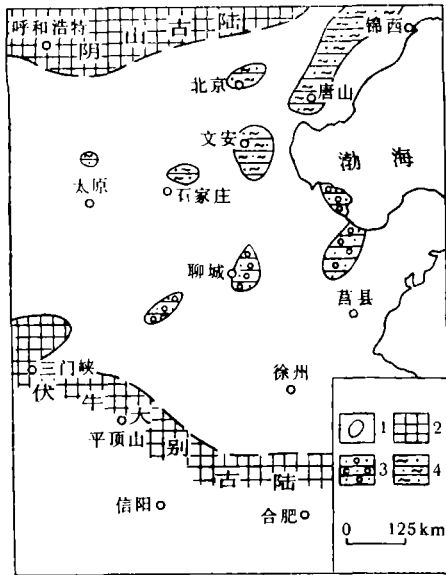 呼和浩特
阴山古陆
锦西
北京
唐山
文安
渤海
太原
石家庄
聊城
莒县
三门峡
徐州
伏牛大别古陆
平顶山
信阳
合肥
1
2
3
4
0 125km